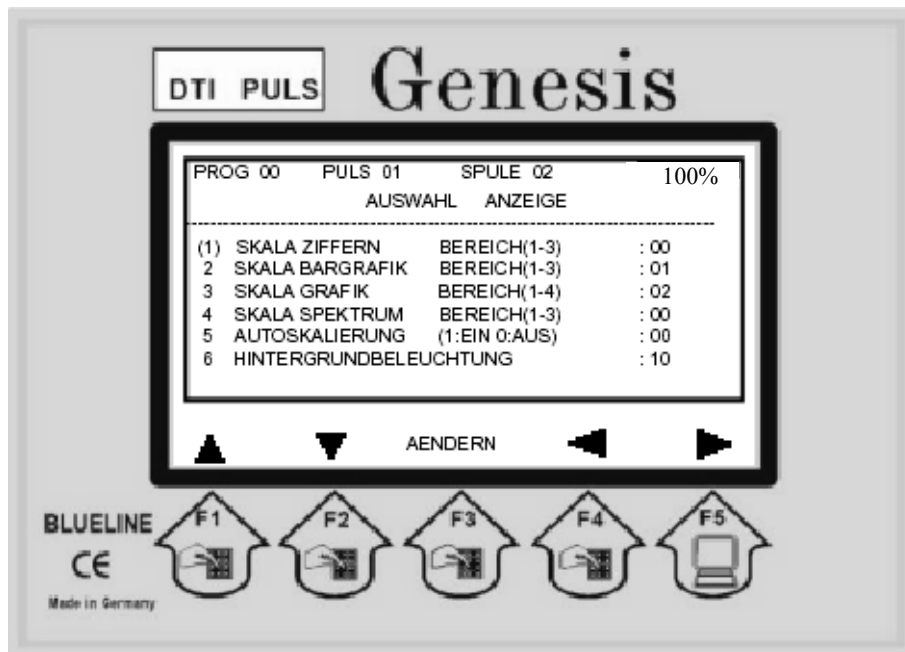 DTI PULS
Genesis
PROG 00 PULS 01 SPULE 02 100%
AUSWAHL ANZEIGE
(1) SKALA ZIFFERN BEREICH(1-3) : 00
2 SKALA BARGRAFIK BEREICH(1-3) : 01
3 SKALA GRAFIK BEREICH(1-4) : 02
4 SKALA SPEKTRUM BEREICH(1-3) : 00
5 AUTOSKALIERUNG (1:EIN 0:AUS) : 00
6 HINTERGRUNDBELEUCHTUNG : 10
AENDERN
F1 F2 F3 F4 F5
BLUELINE
CE
Made in Germany